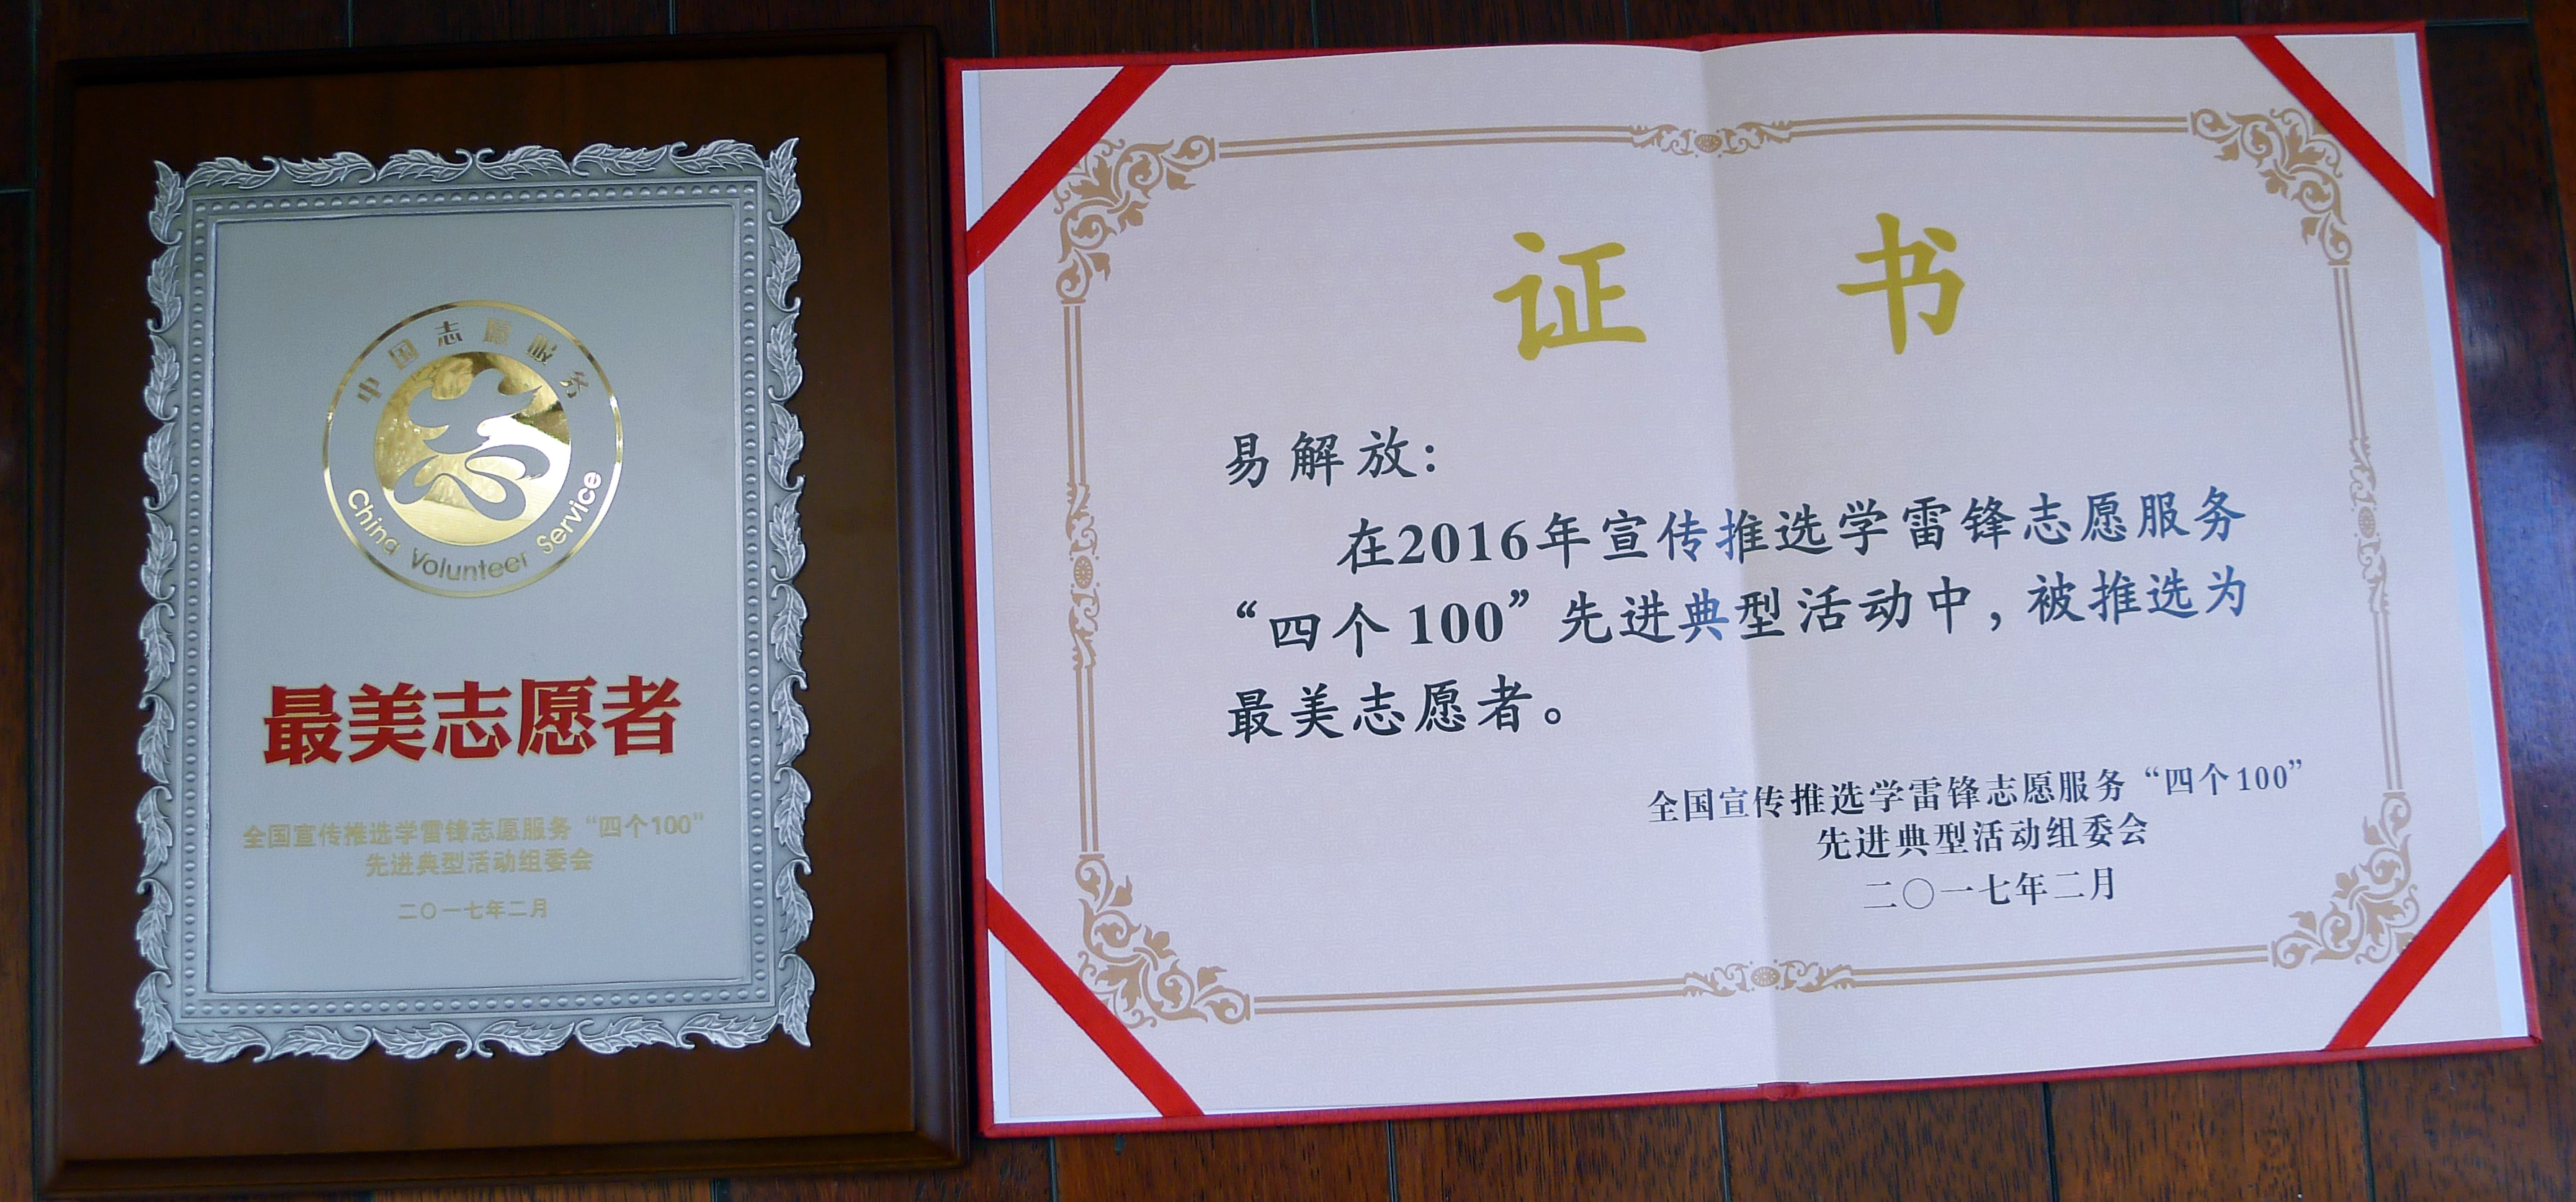 中国志愿服务
China Volunteer Service
最美志愿者
全国宣传推选学雷锋志愿服务“四个100”
先进典型活动组委会
二〇一七年二月
证书
易解放：
在2016年宣传推选学雷锋志愿服务
“四个100”先进典型活动中，被推选为
最美志愿者。
全国宣传推选学雷锋志愿服务“四个100”
先进典型活动组委会
二〇一七年二月